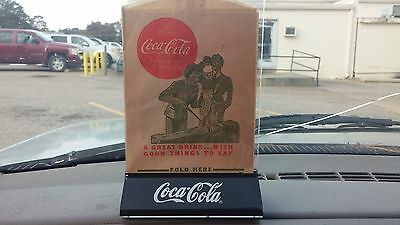 Coca-Cola
A GREAT DRINK...WITH
GOOD THINGS TO EAT
FOLD HERE
Coca-Cola